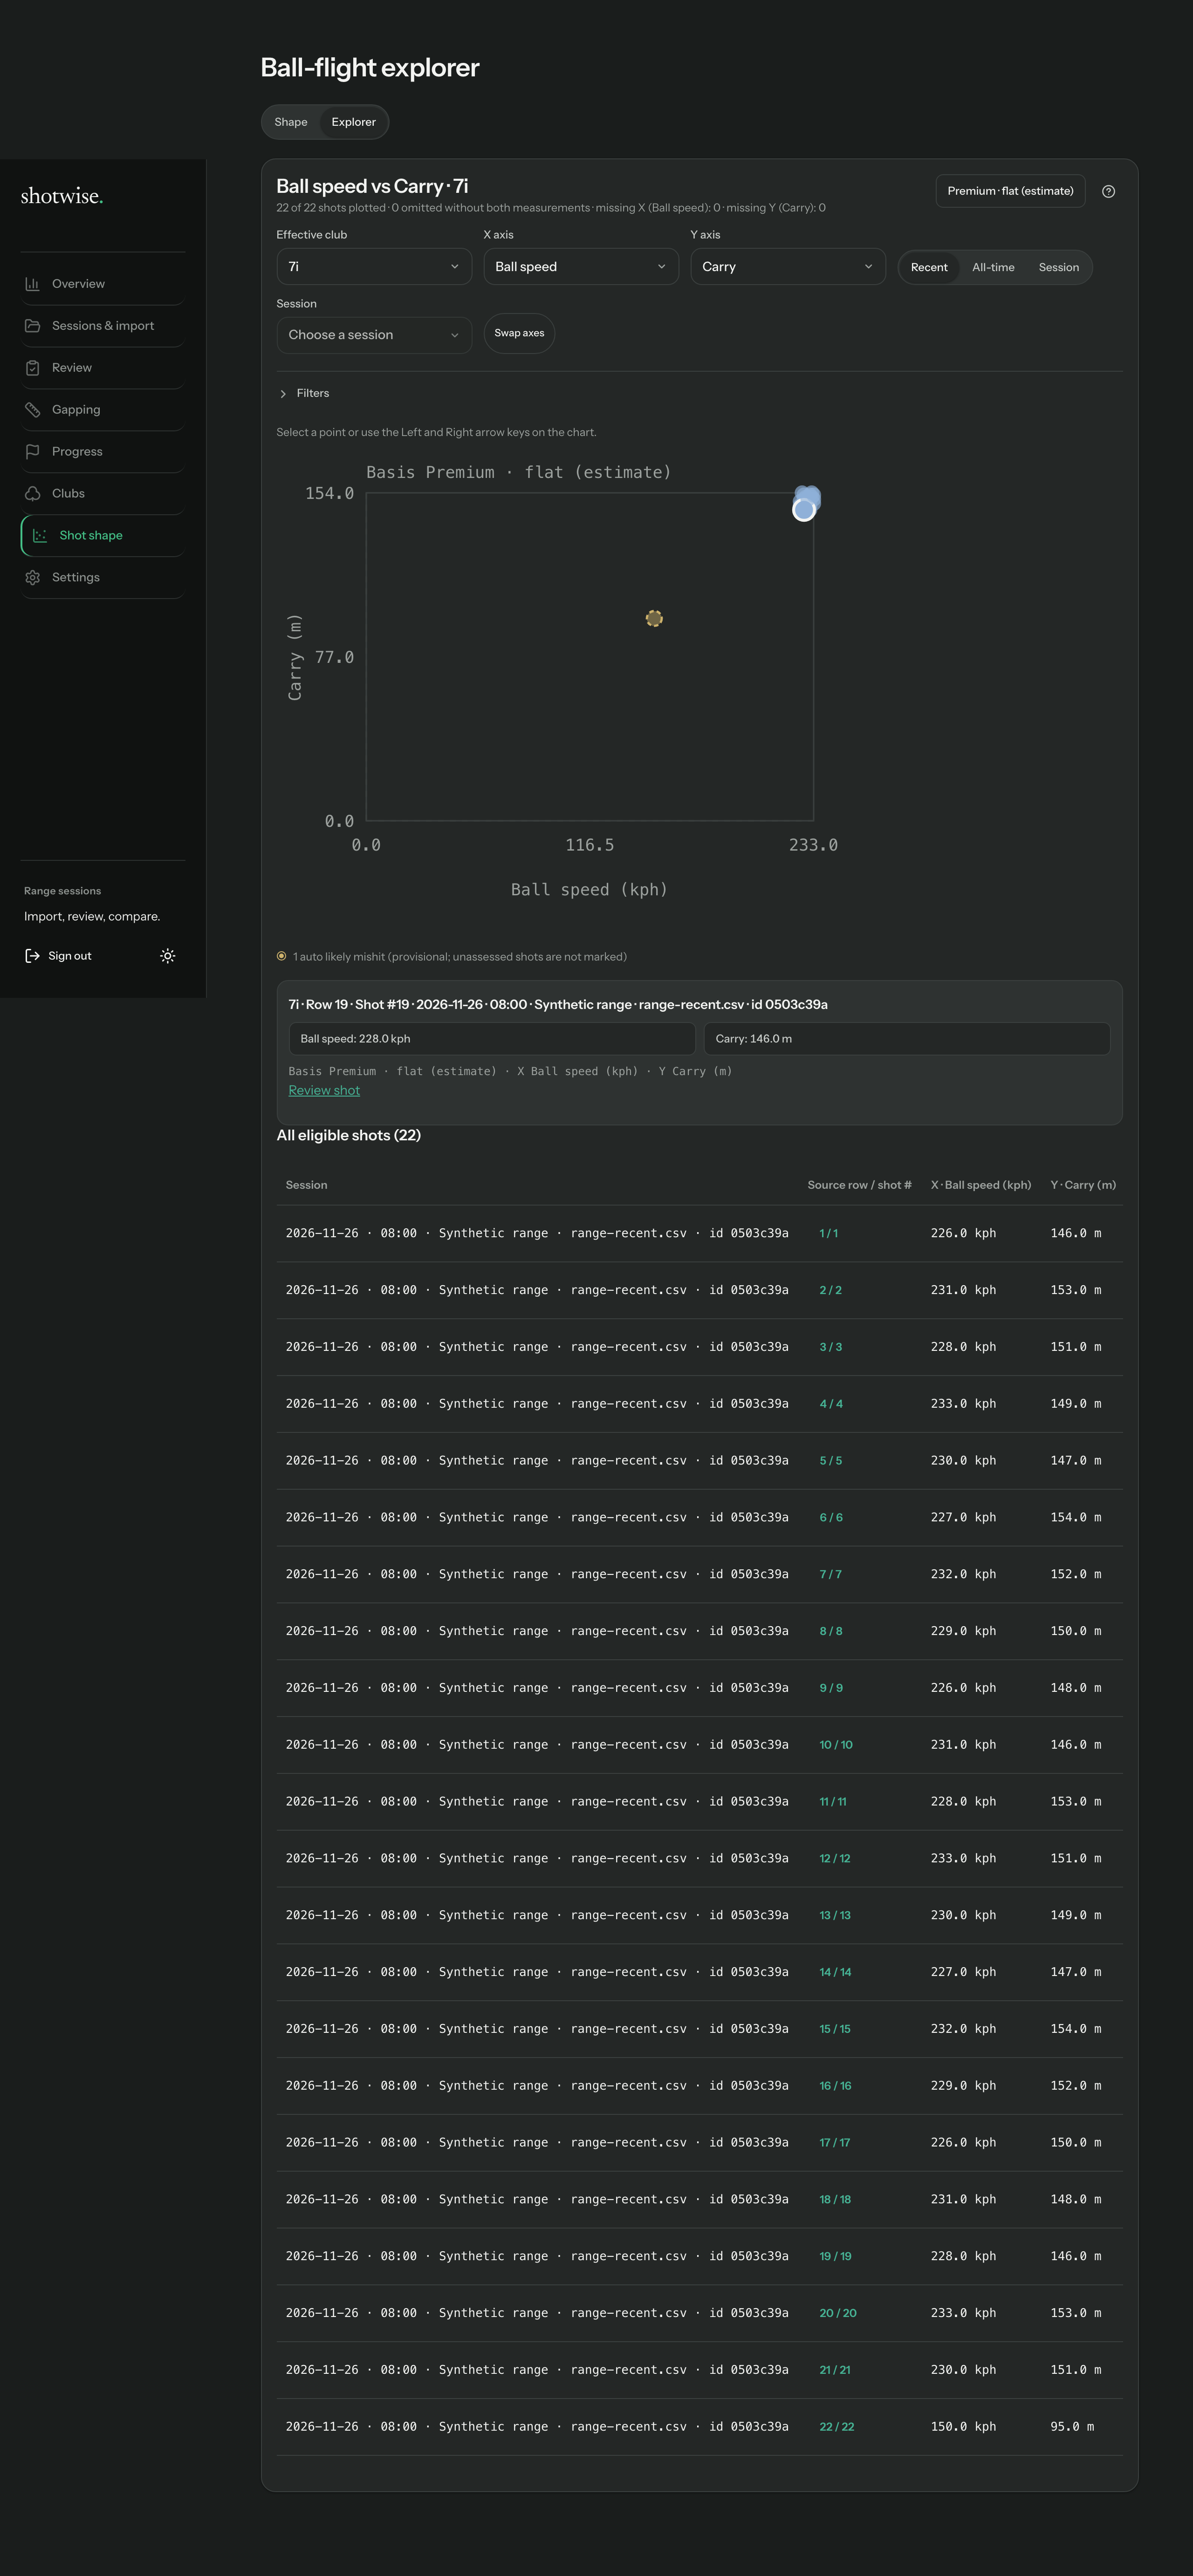 Ball-flight explorer
Shape Explorer
shotwise.
Overview
Sessions & import
Review
Gapping
Progress
Clubs
Shot shape
Settings
Range sessions
Import, review, compare.
Sign out
Ball speed vs Carry · 7i
22 of 22 shots plotted · 0 omitted without both measurements · missing X (Ball speed): 0 · missing Y (Carry): 0
Premium · flat (estimate)
Effective club X axis Y axis
7i Ball speed Carry Recent All-time Session
Session
Choose a session Swap axes
Filters
Select a point or use the Left and Right arrow keys on the chart.
Basis Premium · flat (estimate)
154.0
77.0
0.0
Carry (m)
0.0 116.5 233.0
Ball speed (kph)
1 auto likely mishit (provisional; unassessed shots are not marked)
7i · Row 19 · Shot #19 · 2026-11-26 · 08:00 · Synthetic range · range-recent.csv · id 0503c39a
Ball speed: 228.0 kph Carry: 146.0 m
Basis Premium · flat (estimate) · X Ball speed (kph) · Y Carry (m)
Review shot
All eligible shots (22)
Session Source row / shot # X · Ball speed (kph) Y · Carry (m)
2026-11-26 · 08:00 · Synthetic range · range-recent.csv · id 0503c39a 1 / 1 226.0 kph 146.0 m
2026-11-26 · 08:00 · Synthetic range · range-recent.csv · id 0503c39a 2 / 2 231.0 kph 153.0 m
2026-11-26 · 08:00 · Synthetic range · range-recent.csv · id 0503c39a 3 / 3 228.0 kph 151.0 m
2026-11-26 · 08:00 · Synthetic range · range-recent.csv · id 0503c39a 4 / 4 233.0 kph 149.0 m
2026-11-26 · 08:00 · Synthetic range · range-recent.csv · id 0503c39a 5 / 5 230.0 kph 147.0 m
2026-11-26 · 08:00 · Synthetic range · range-recent.csv · id 0503c39a 6 / 6 227.0 kph 154.0 m
2026-11-26 · 08:00 · Synthetic range · range-recent.csv · id 0503c39a 7 / 7 232.0 kph 152.0 m
2026-11-26 · 08:00 · Synthetic range · range-recent.csv · id 0503c39a 8 / 8 229.0 kph 150.0 m
2026-11-26 · 08:00 · Synthetic range · range-recent.csv · id 0503c39a 9 / 9 226.0 kph 148.0 m
2026-11-26 · 08:00 · Synthetic range · range-recent.csv · id 0503c39a 10 / 10 231.0 kph 146.0 m
2026-11-26 · 08:00 · Synthetic range · range-recent.csv · id 0503c39a 11 / 11 228.0 kph 153.0 m
2026-11-26 · 08:00 · Synthetic range · range-recent.csv · id 0503c39a 12 / 12 233.0 kph 151.0 m
2026-11-26 · 08:00 · Synthetic range · range-recent.csv · id 0503c39a 13 / 13 230.0 kph 149.0 m
2026-11-26 · 08:00 · Synthetic range · range-recent.csv · id 0503c39a 14 / 14 227.0 kph 147.0 m
2026-11-26 · 08:00 · Synthetic range · range-recent.csv · id 0503c39a 15 / 15 232.0 kph 154.0 m
2026-11-26 · 08:00 · Synthetic range · range-recent.csv · id 0503c39a 16 / 16 229.0 kph 152.0 m
2026-11-26 · 08:00 · Synthetic range · range-recent.csv · id 0503c39a 17 / 17 226.0 kph 150.0 m
2026-11-26 · 08:00 · Synthetic range · range-recent.csv · id 0503c39a 18 / 18 231.0 kph 148.0 m
2026-11-26 · 08:00 · Synthetic range · range-recent.csv · id 0503c39a 19 / 19 228.0 kph 146.0 m
2026-11-26 · 08:00 · Synthetic range · range-recent.csv · id 0503c39a 20 / 20 233.0 kph 153.0 m
2026-11-26 · 08:00 · Synthetic range · range-recent.csv · id 0503c39a 21 / 21 230.0 kph 151.0 m
2026-11-26 · 08:00 · Synthetic range · range-recent.csv · id 0503c39a 22 / 22 150.0 kph 95.0 m